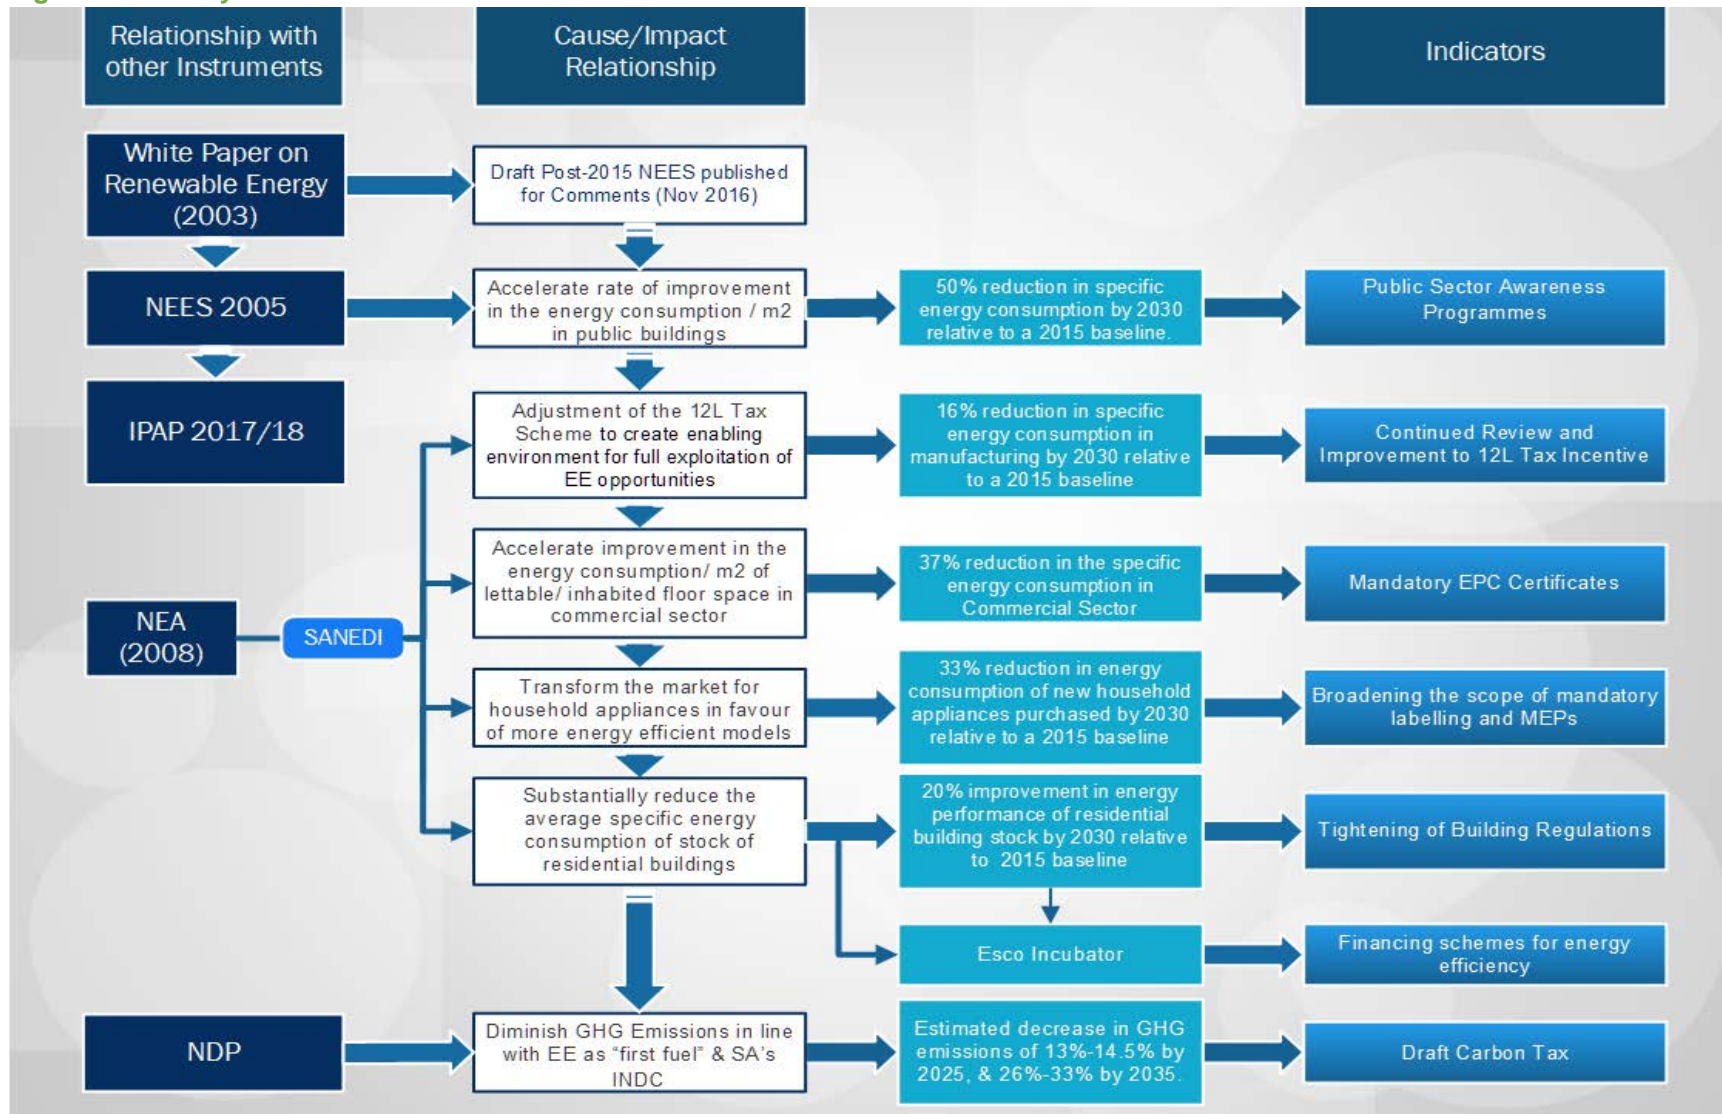 Relationship with
other Instruments
Cause/Impact
Relationship
Indicators
White Paper on
Renewable Energy
(2003)
Draft Post-2015 NEES published
for Comments (Nov 2016)
NEES 2005
Accelerate rate of improvement
in the energy consumption / m2
in public buildings
50% reduction in specific
energy consumption by 2030
relative to a 2015 baseline.
Public Sector Awareness
Programmes
IPAP 2017/18
Adjustment of the 12L Tax
Scheme to create enabling
environment for full exploitation of
EE opportunities
16% reduction in specific
energy consumption in
manufacturing by 2030 relative
to a 2015 baseline
Continued Review and
Improvement to 12L Tax Incentive
NEA
(2008)
SANEDI
Accelerate improvement in the
energy consumption/ m2 of
lettable/ inhabited floor space in
commercial sector
37% reduction in the specific
energy consumption in
Commercial Sector
Mandatory EPC Certificates
Transform the market for
household appliances in favour
of more energy efficient models
33% reduction in energy
consumption of new household
appliances purchased by 2030
relative to a 2015 baseline
Broadening the scope of mandatory
labelling and MEPs
Substantially reduce the
average specific energy
consumption of stock of
residential buildings
20% improvement in energy
performance of residential
building stock by 2030 relative
to 2015 baseline
Tightening of Building Regulations
Esco Incubator
Financing schemes for energy
efficiency
NDP
Diminish GHG Emissions in line
with EE as “first fuel” & SA’s
INDC
Estimated decrease in GHG
emissions of 13%-14.5% by
2025, & 26%-33% by 2035.
Draft Carbon Tax